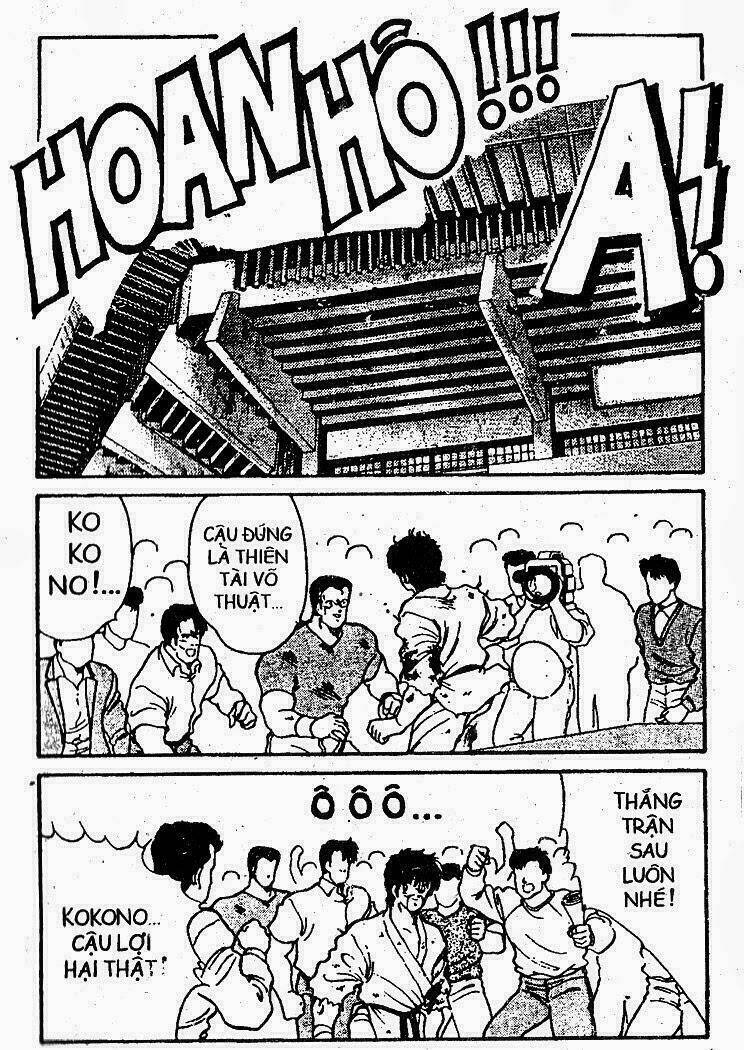 HOAN HÔ !!!
A!
KO
KO
NO!...
CẬU ĐÚNG
LÀ THIÊN
TÀI VÕ
THUẬT...
Ô Ô Ô...
THẮNG
TRẬN
SAU
LUÔN
NHÉ!
KOKONO...
CẬU LỢI
HẠI THẬT!